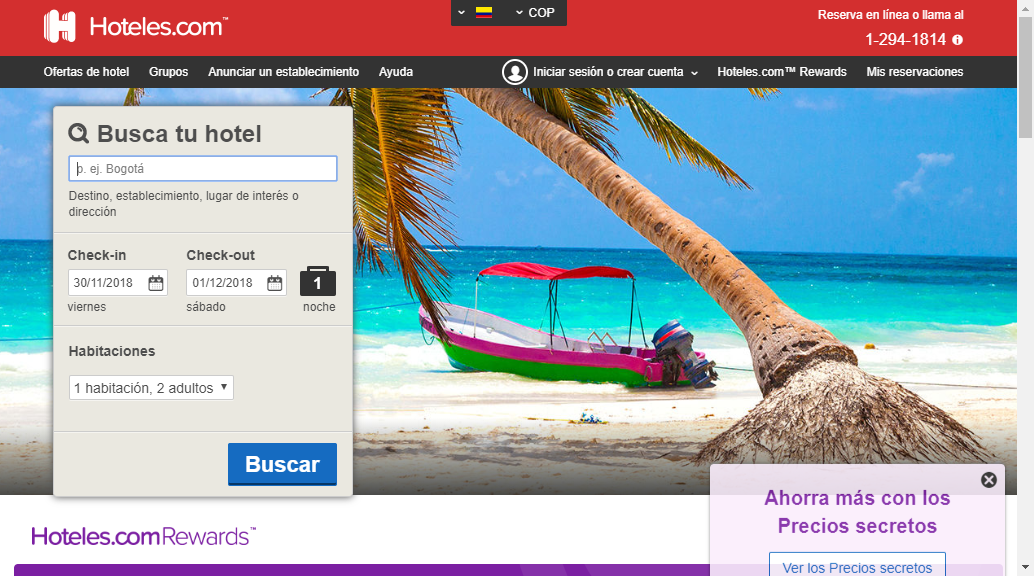 Hoteles.com™
COP
Reserva en línea o llama al
1-294-1814
Ofertas de hotel Grupos Anunciar un establecimiento Ayuda Iniciar sesión o crear cuenta Hoteles.com™ Rewards Mis reservaciones
Busca tu hotel
p. ej. Bogotá
Destino, establecimiento, lugar de interés o
dirección
Check-in Check-out
30/11/2018 01/12/2018 1
viernes sábado noche
Habitaciones
1 habitación, 2 adultos
Buscar
Ahorra más con los
Precios secretos
Ver los Precios secretos
Hoteles.comRewards™